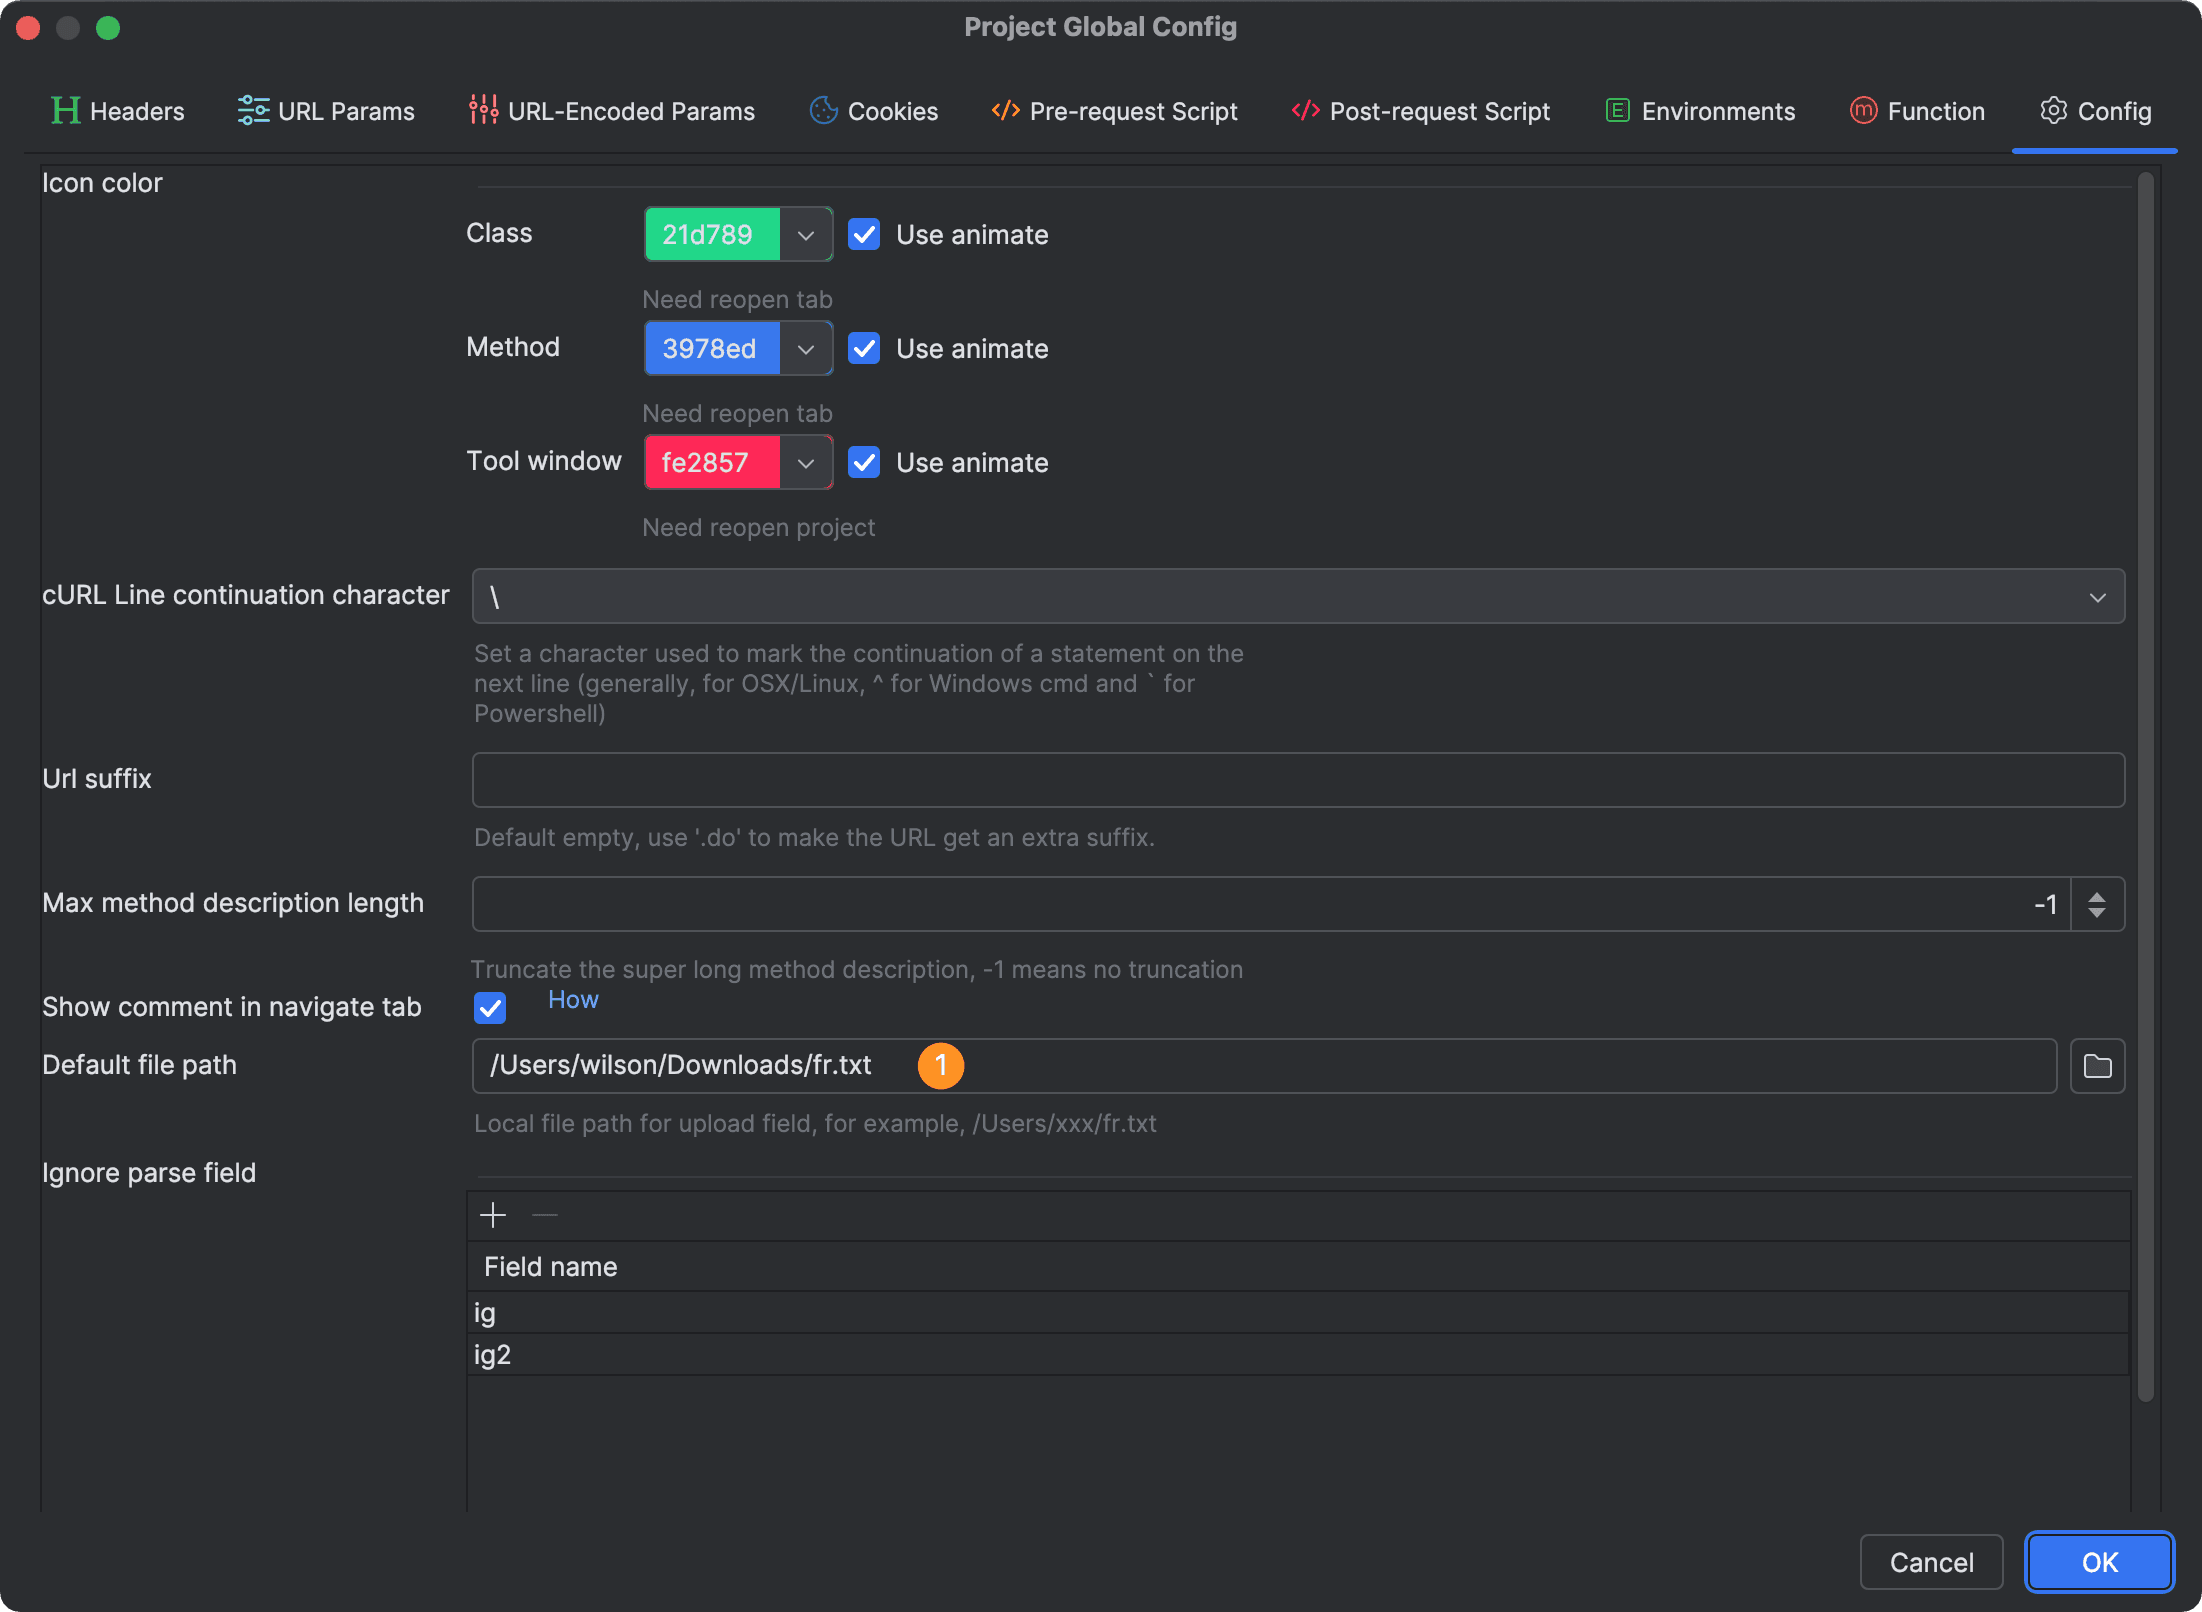 Project Global Config
Headers URL Params URL-Encoded Params Cookies Pre-request Script Post-request Script Environments Function Config
Icon color
Class 21d789 Use animate
Need reopen tab
Method 3978ed Use animate
Need reopen tab
Tool window fe2857 Use animate
Need reopen project
cURL Line continuation character \
Set a character used to mark the continuation of a statement on the
next line (generally, for OSX/Linux, ^ for Windows cmd and ` for
Powershell)
Url suffix
Default empty, use '.do' to make the URL get an extra suffix.
Max method description length -1
Truncate the super long method description, -1 means no truncation
Show comment in navigate tab How
Default file path /Users/wilson/Downloads/fr.txt 1
Local file path for upload field, for example, /Users/xxx/fr.txt
Ignore parse field
Field name
ig
ig2
Cancel OK